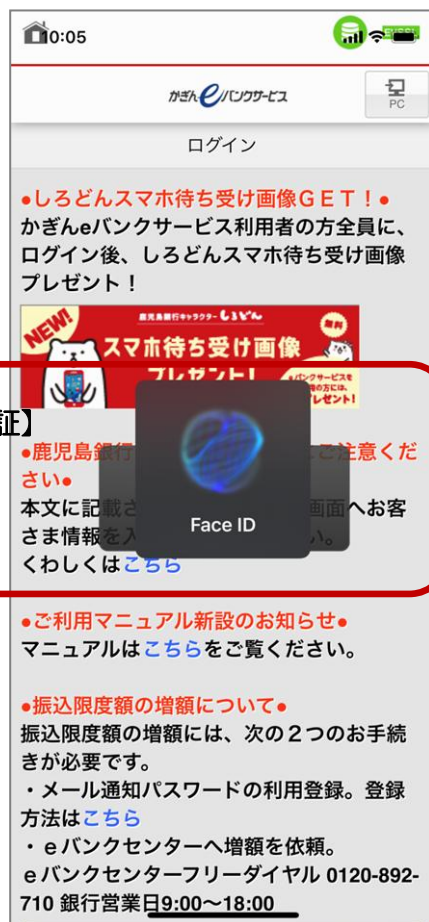 10:05
かぎん eバンクサービス
PC
ログイン
●しろどんスマホ待ち受け画像ＧＥＴ！●
かぎんeバンクサービス利用者の方全員に、
ログイン後、しろどんスマホ待ち受け画像
プレゼント！
NEW!
鹿児島銀行キャラクター しろどん
無料
スマホ待ち受け画像
プレゼント!
プレゼント!
証】
●鹿児島銀行
ご注意くだ
さい●
本文に記載さ
画面へお客
さま情報を入
い。
くわしくはこちら
Face ID
●ご利用マニュアル新設のお知らせ●
マニュアルはこちらをご覧ください。
●振込限度額の増額について●
振込限度額の増額には、次の２つのお手続
きが必要です。
・メール通知パスワードの利用登録。登録
方法はこちら
・ｅバンクセンターへ増額を依頼。
ｅバンクセンターフリーダイヤル 0120-892-
710 銀行営業日9:00～18:00